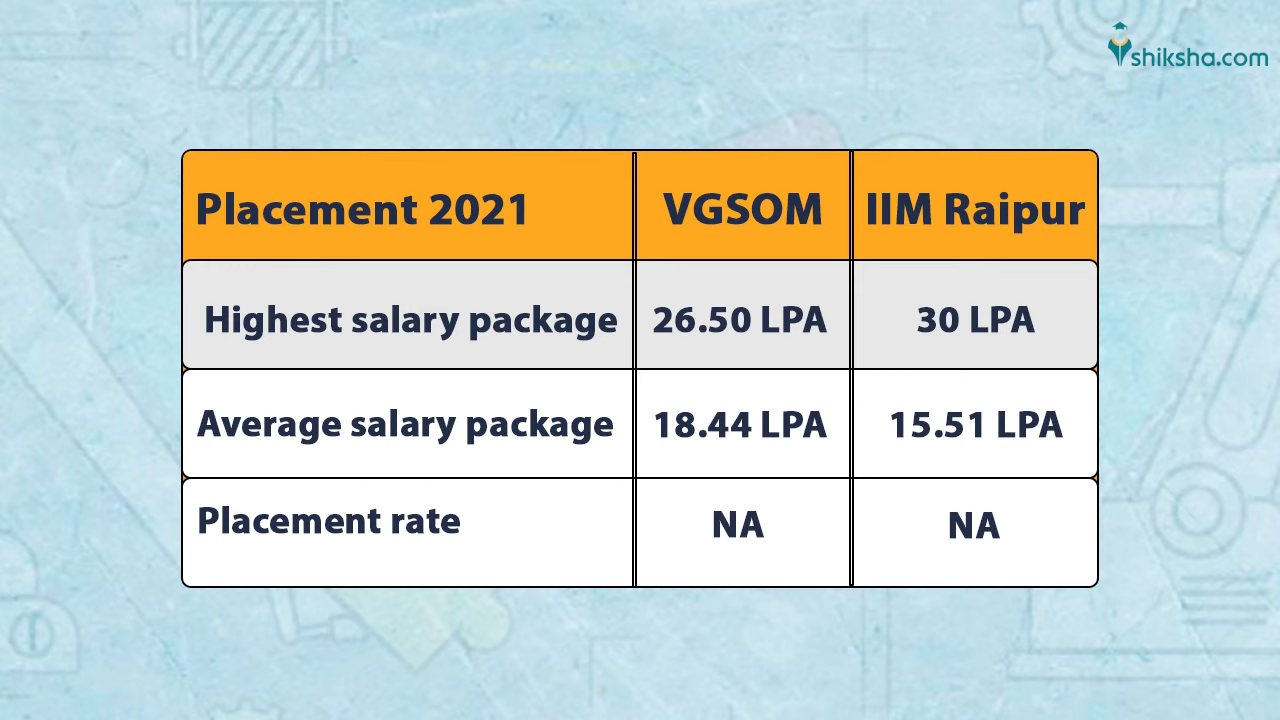 shiksha.com
Placement 2021 VGSOM IIM Raipur
Highest salary package 26.50 LPA 30 LPA
Average salary package 18.44 LPA 15.51 LPA
Placement rate NA NA